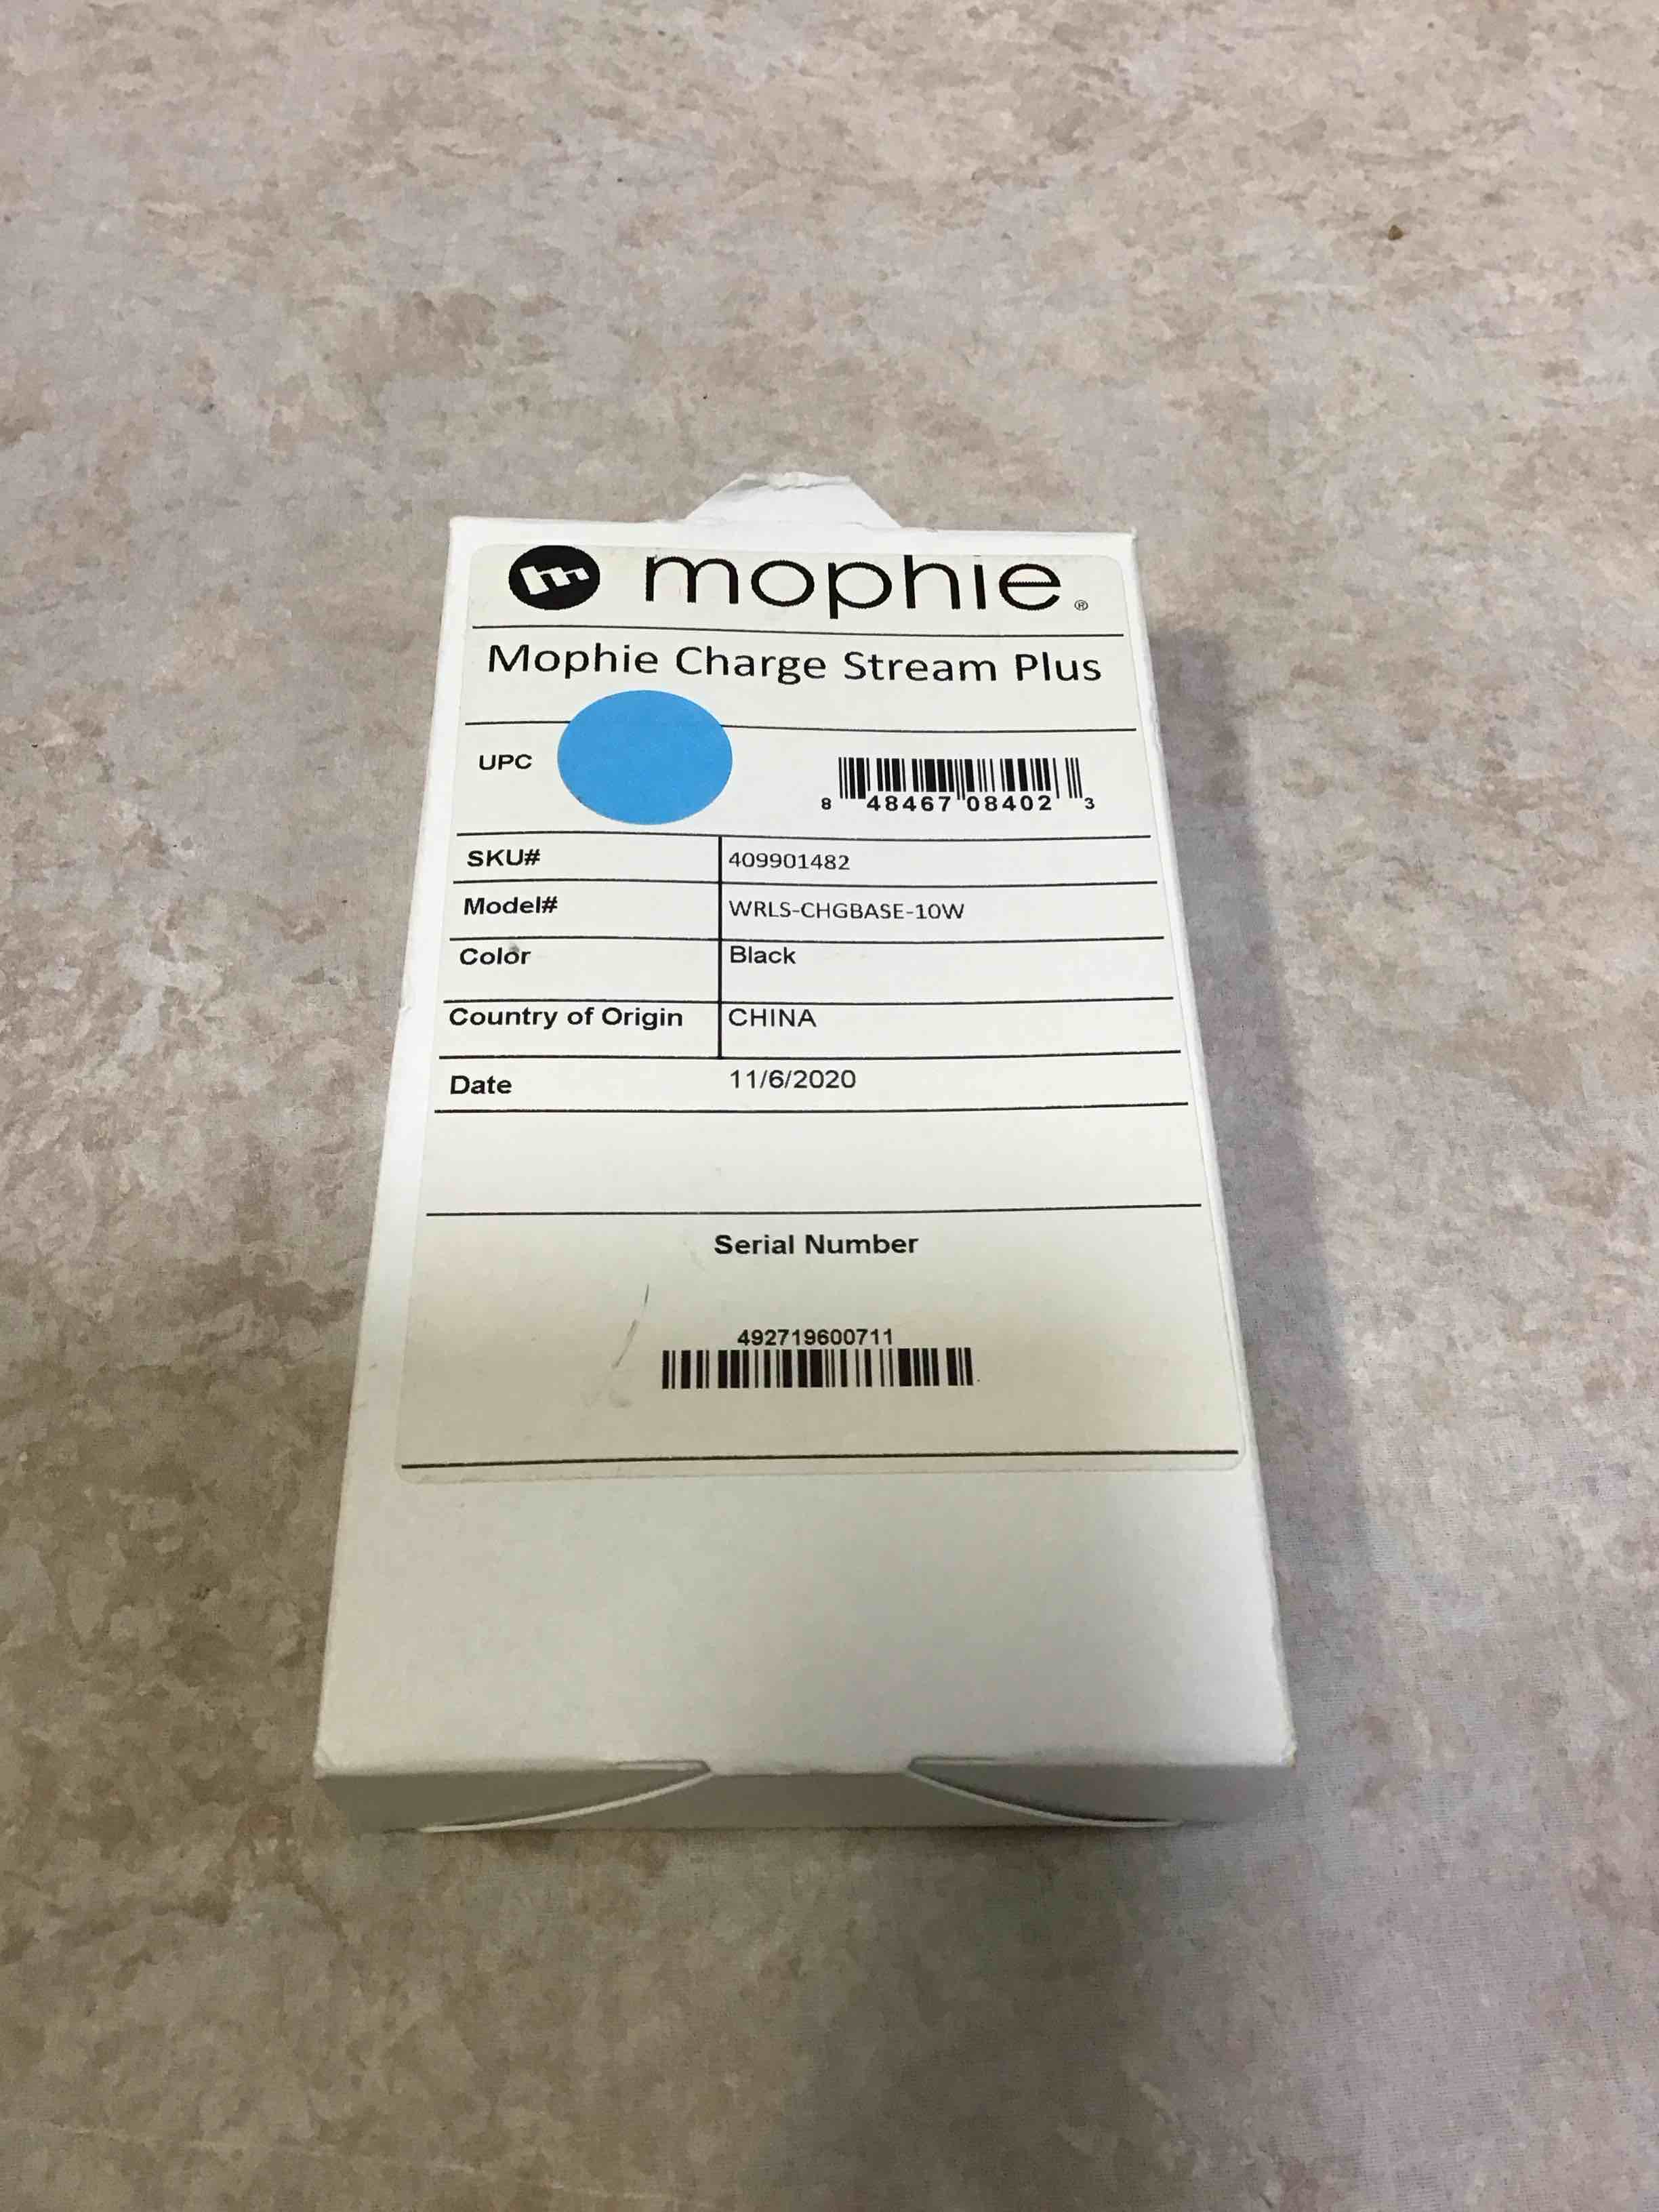 mophie®
Mophie Charge Stream Plus
UPC
8 48467 08402 3
SKU# 409901482
Model# WRLS-CHGBASE-10W
Color Black
Country of Origin CHINA
Date 11/6/2020
Serial Number
492719600711